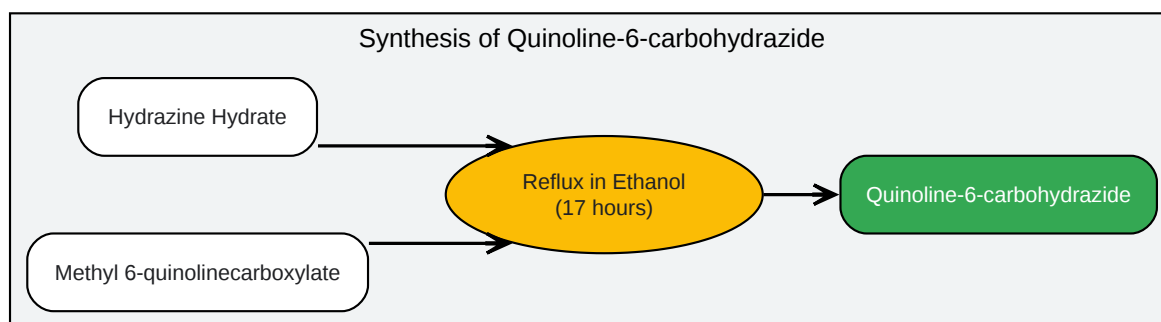 Synthesis of Quinoline-6-carbohydrazide
Hydrazine Hydrate
Reflux in Ethanol
(17 hours)
Quinoline-6-carbohydrazide
Methyl 6-quinolinecarboxylate